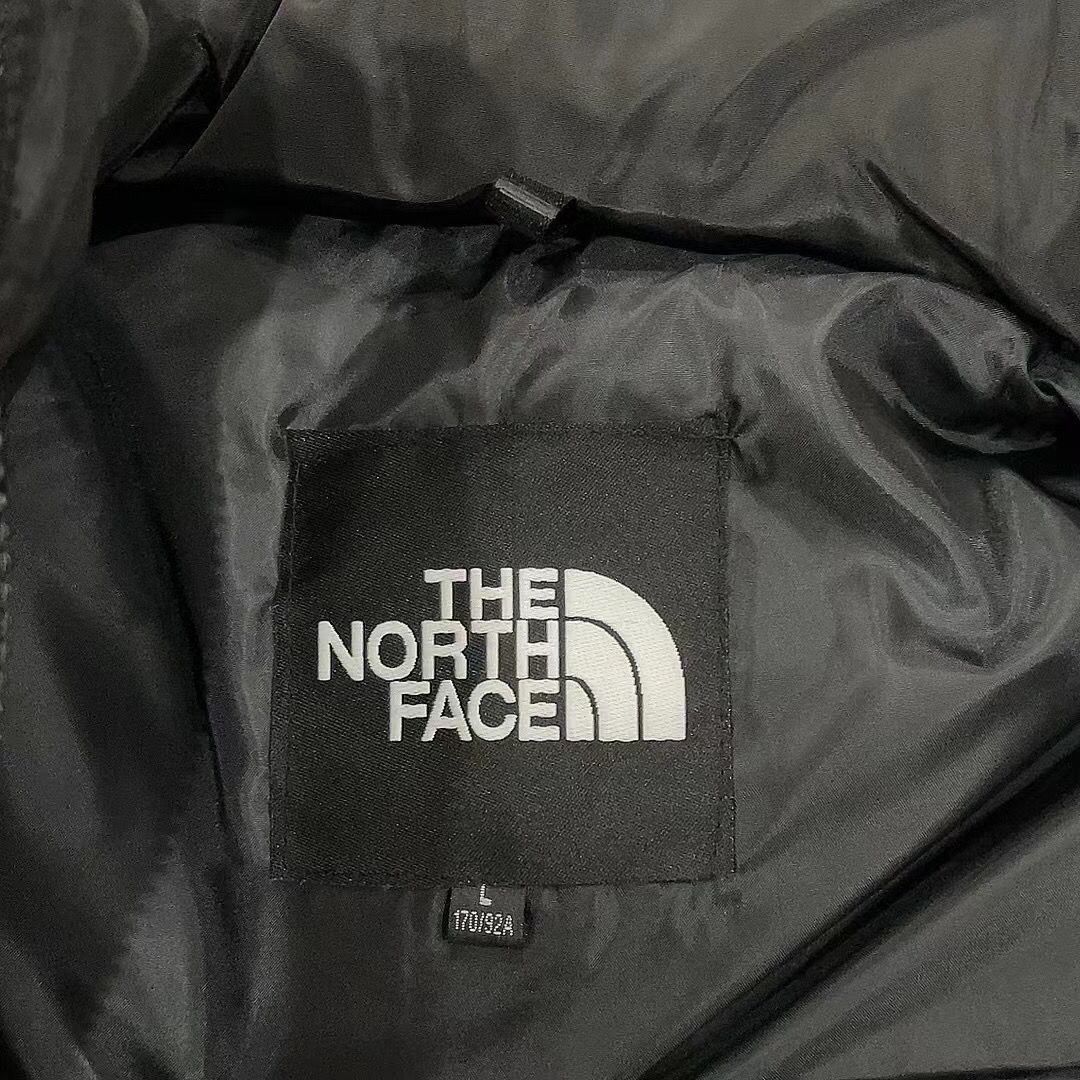 THE
NORTH
FACE
L
170/92A